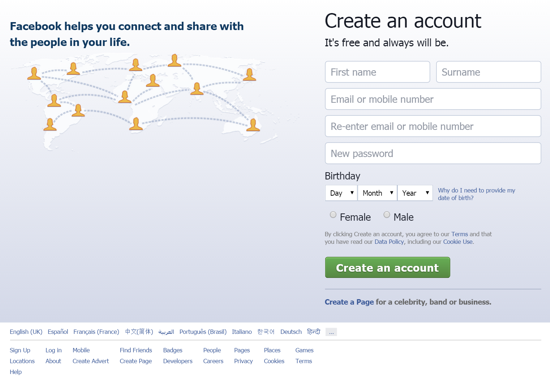 Facebook helps you connect and share with
the people in your life.
Create an account
It's free and always will be.
First name
Surname
Email or mobile number
Re-enter email or mobile number
New password
Birthday
Day Month Year
Why do I need to provide my
date of birth?
Female Male
By clicking Create an account, you agree to our Terms and that
you have read our Data Policy, including our Cookie Use.
Create an account
Create a Page for a celebrity, band or business.
English (UK) Español Français (France) 中文(简体) العربية Português (Brasil) Italiano 한국어 Deutsch हिन्दी ...
Sign Up Log in Mobile Find Friends Badges People Pages Places Games
Locations About Create Advert Create Page Developers Careers Privacy Cookies Terms
Help